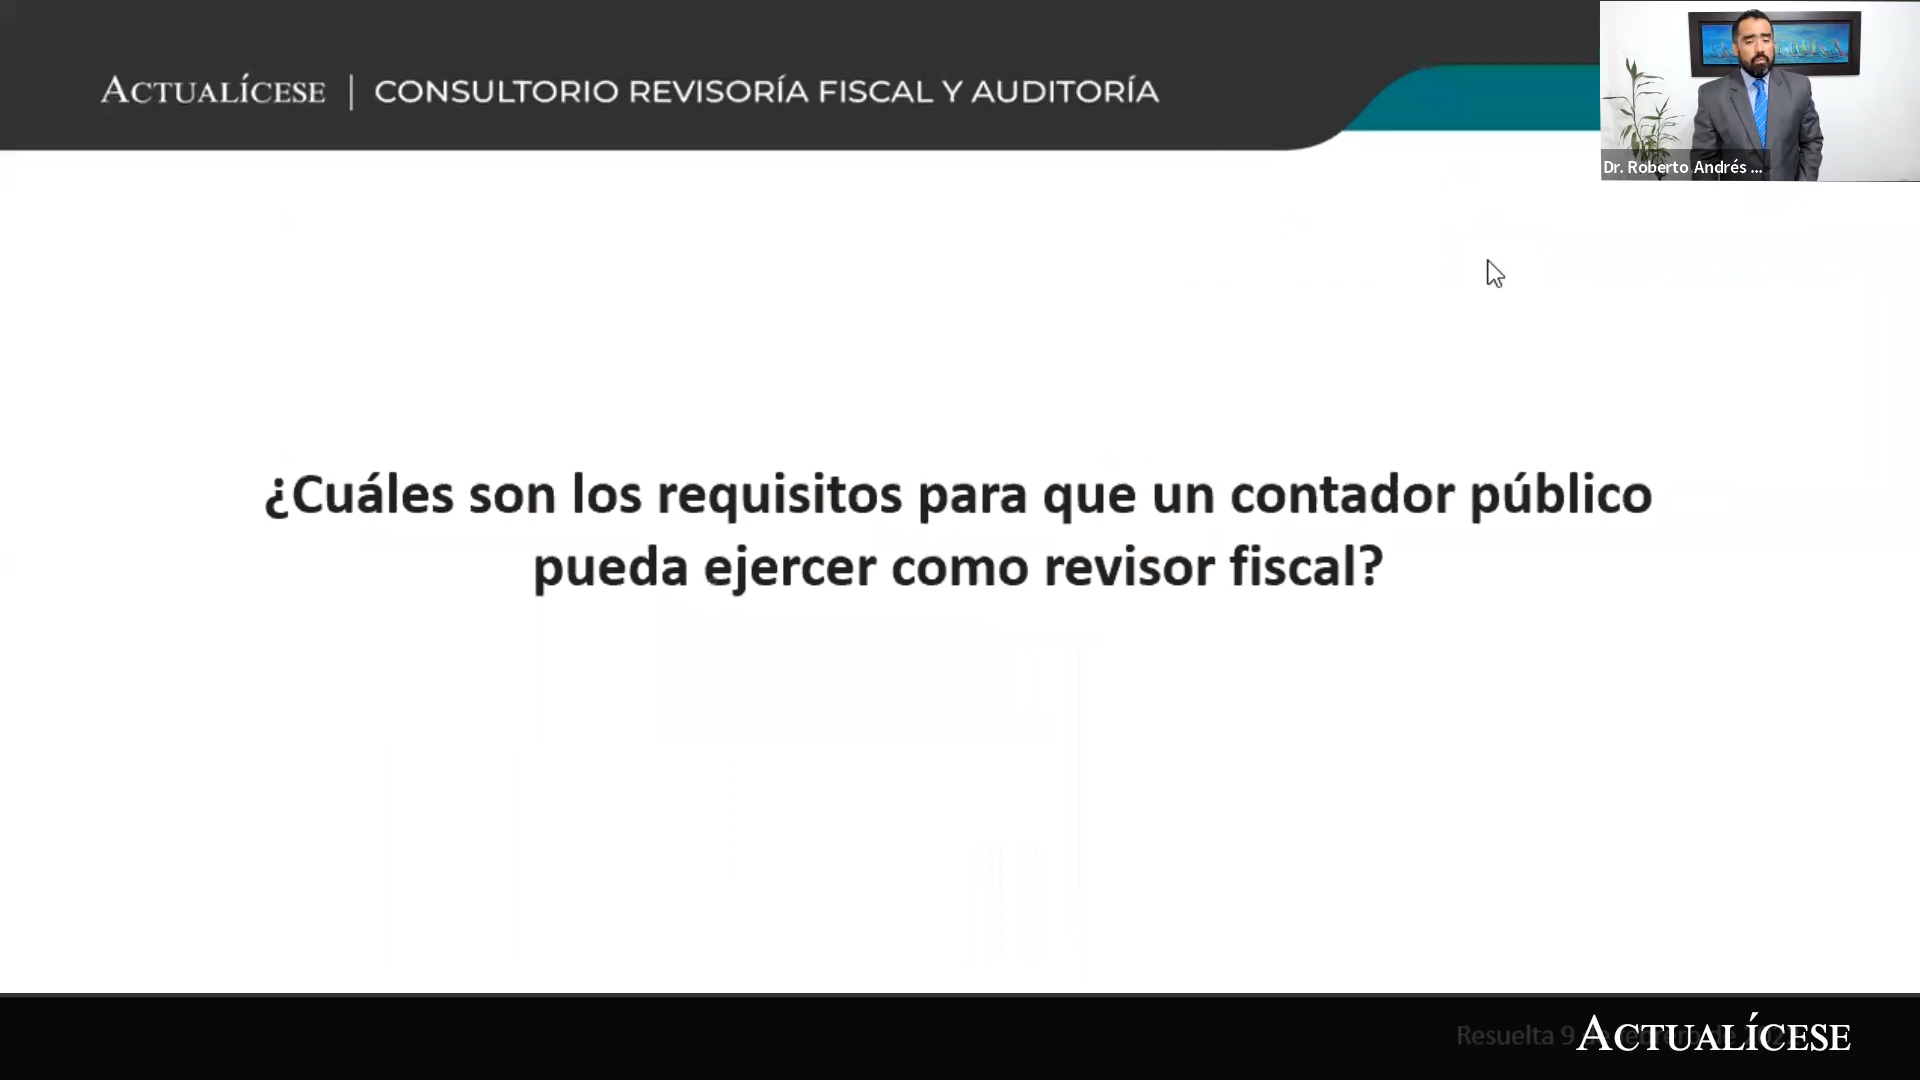 ACTUALÍCESE | CONSULTORIO REVISORÍA FISCAL Y AUDITORÍA
Dr. Roberto Andrés ...
¿Cuáles son los requisitos para que un contador público
pueda ejercer como revisor fiscal?
Resuelta 9
ACTUALÍCESE